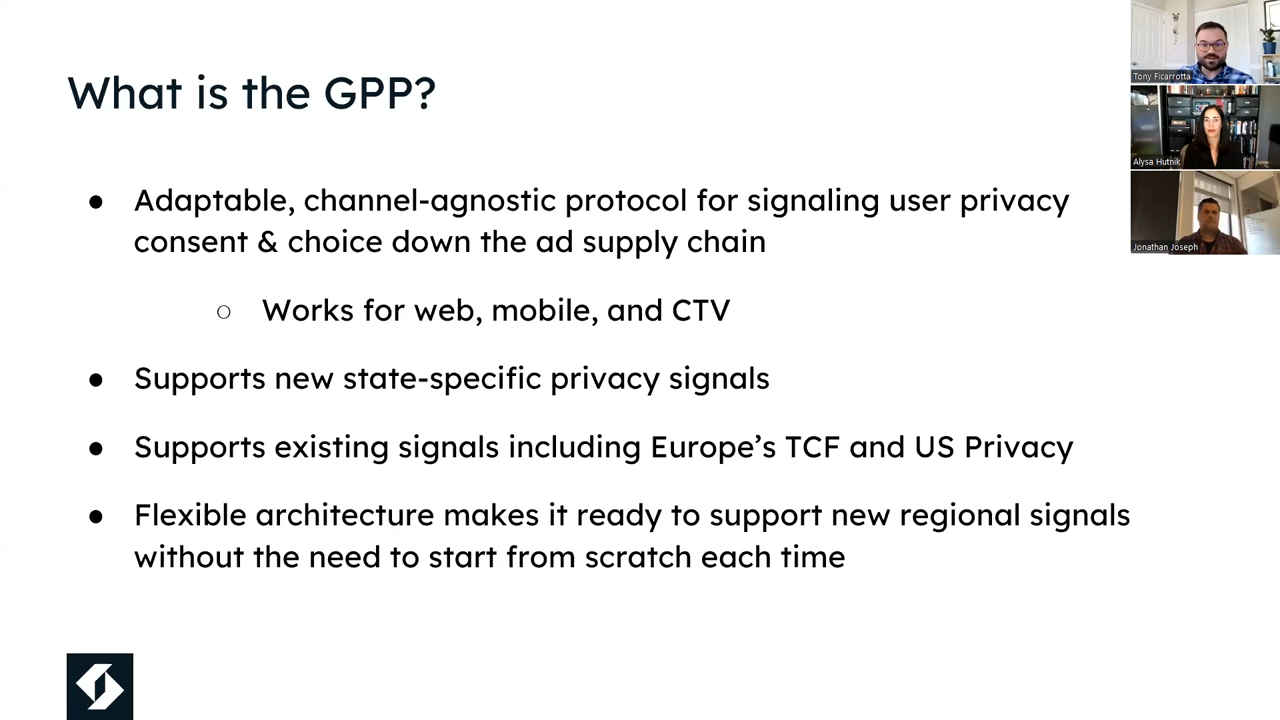 What is the GPP?
● Adaptable, channel-agnostic protocol for signaling user privacy
consent & choice down the ad supply chain
○ Works for web, mobile, and CTV
● Supports new state-specific privacy signals
● Supports existing signals including Europe’s TCF and US Privacy
● Flexible architecture makes it ready to support new regional signals
without the need to start from scratch each time
Tony Ficarrotta
Alysa Hutnik
Jonathan Joseph